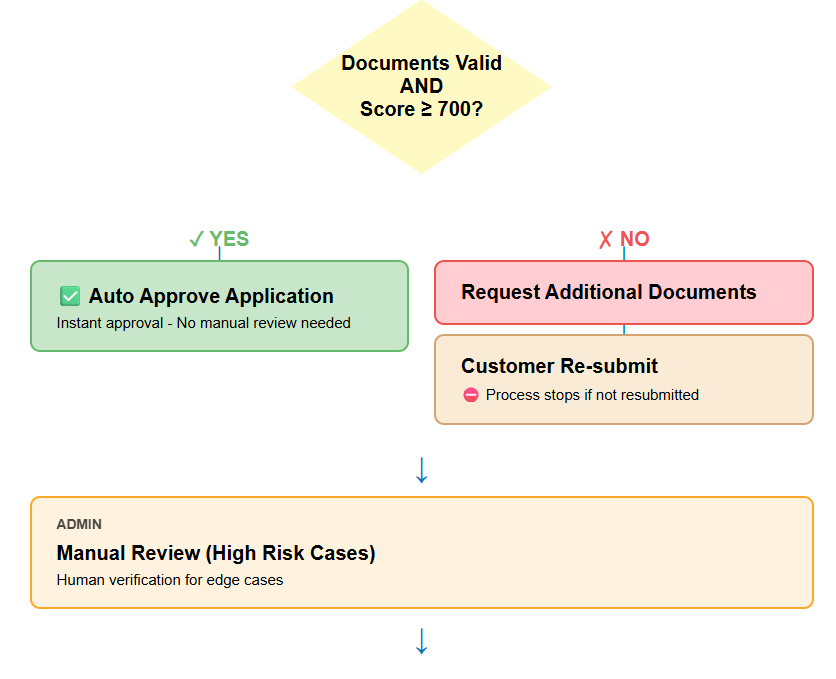 Documents Valid
AND
Score ≥ 700?
✓ YES
✗ NO
✅ Auto Approve Application
Instant approval - No manual review needed
Request Additional Documents
Customer Re-submit
⛔ Process stops if not resubmitted
↓
ADMIN
Manual Review (High Risk Cases)
Human verification for edge cases
↓